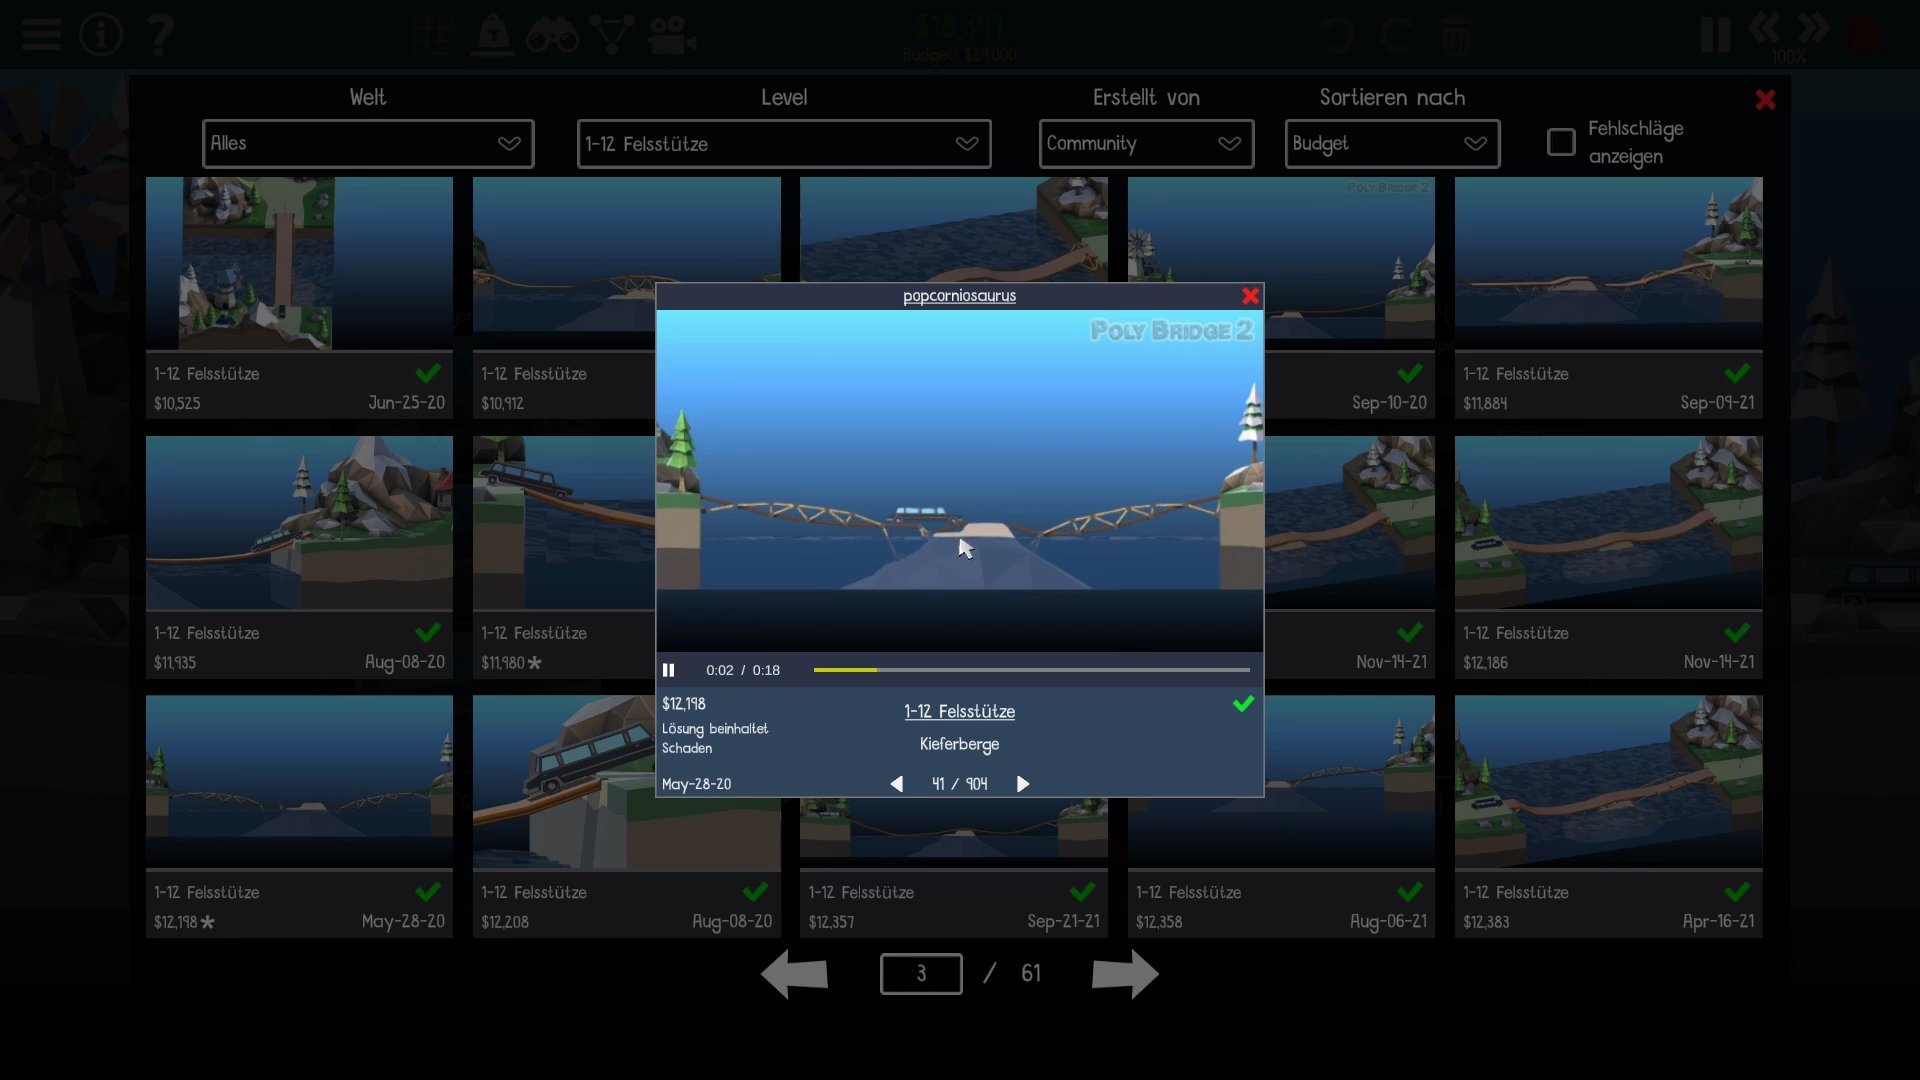 $18,397
Budget: $24,000
100%
Welt
Level
Erstellt von
Sortieren nach
Alles
1-12 Felsstütze
Community
Budget
Fehlschläge
anzeigen
POLY BRIDGE 2
1-12 Felsstütze
$10,525
Jun-25-20
1-12 Felsstütze
$10,912
Sep-10-20
1-12 Felsstütze
$11,884
Sep-09-21
popcorniosaurus
POLY BRIDGE 2
0:02 / 0:18
$12,198
1-12 Felsstütze
Lösung beinhaltet
Schaden
Kieferberge
May-28-20
41 / 904
1-12 Felsstütze
$11,935
Aug-08-20
1-12 Felsstütze
$11,980*
Nov-14-21
1-12 Felsstütze
$12,186
Nov-14-21
1-12 Felsstütze
$12,198*
May-28-20
1-12 Felsstütze
$12,208
Aug-08-20
1-12 Felsstütze
$12,357
Sep-21-21
1-12 Felsstütze
$12,358
Aug-06-21
1-12 Felsstütze
$12,383
Apr-16-21
3 / 61